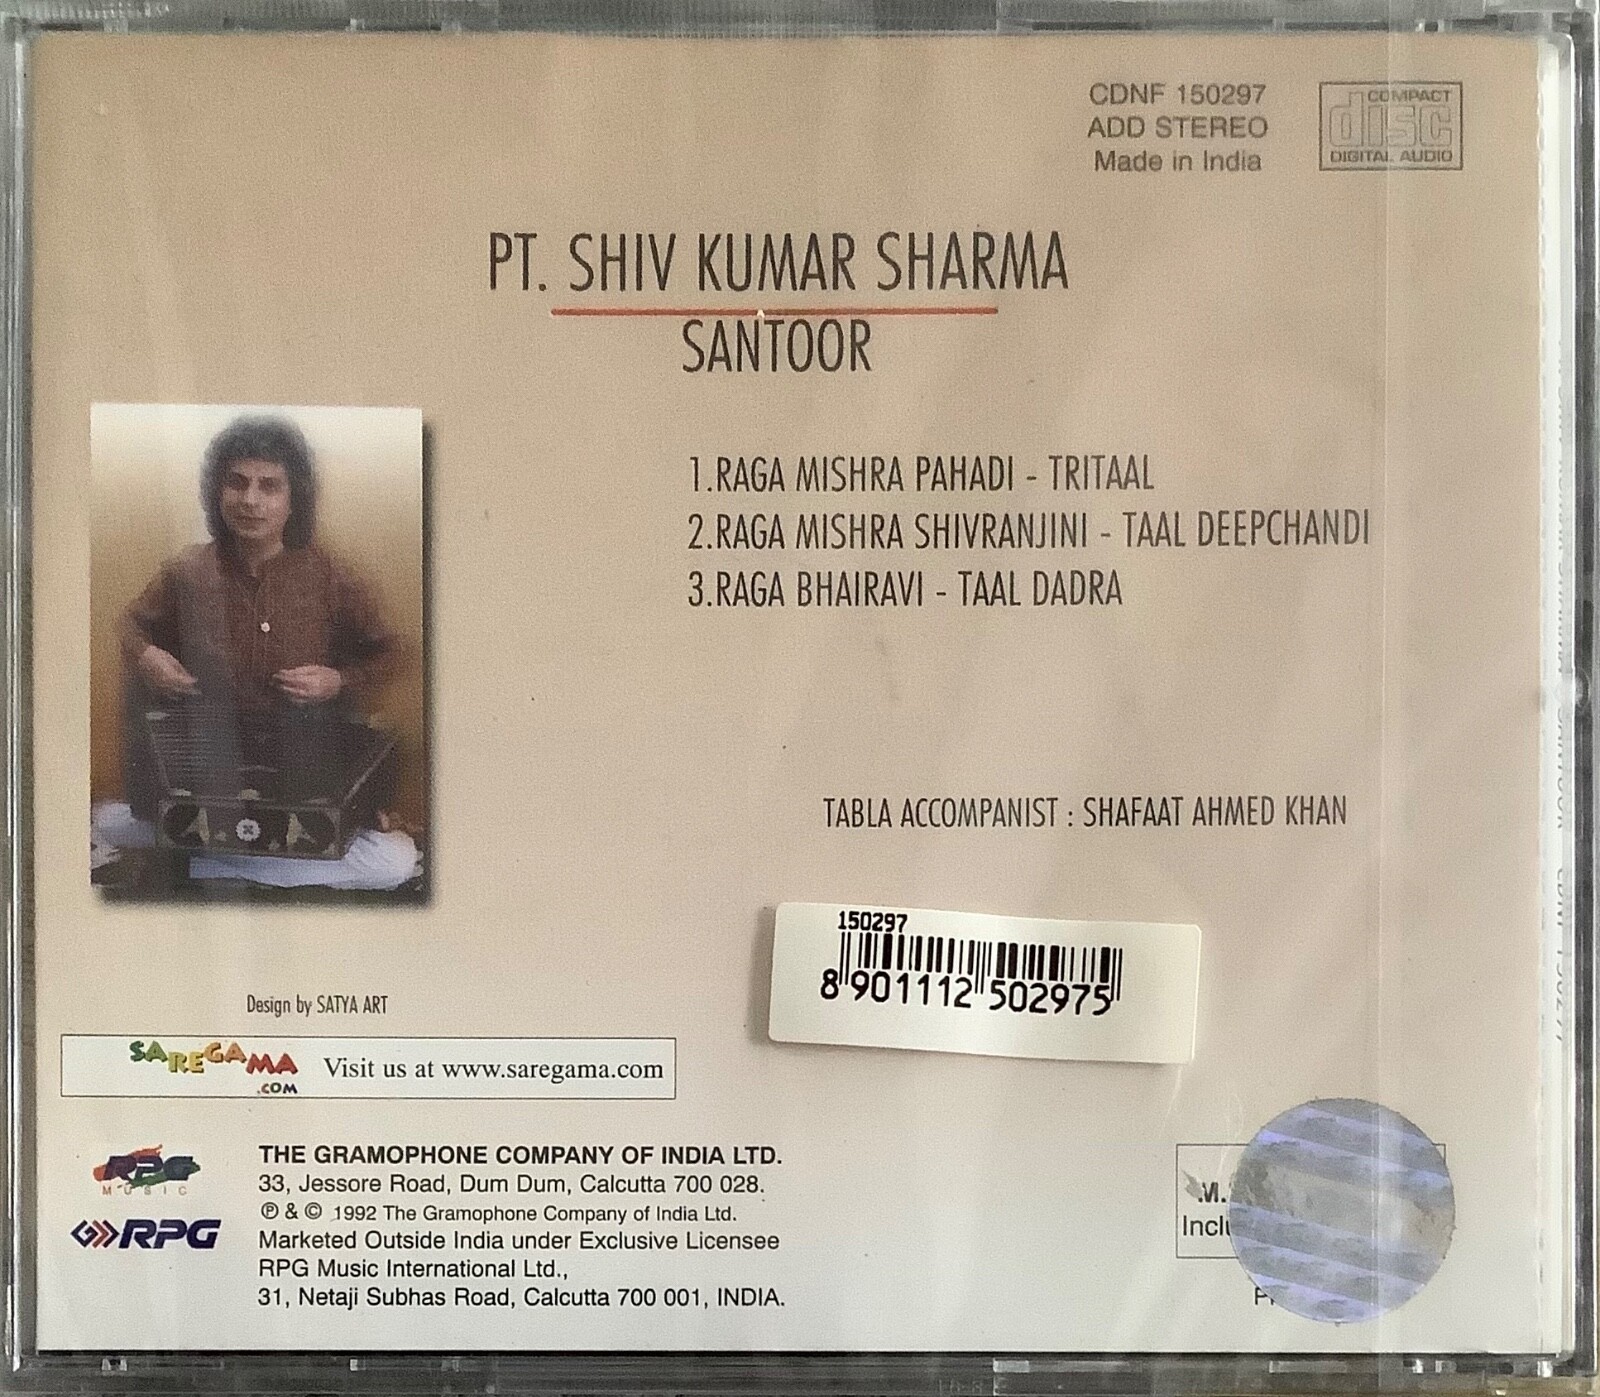 CDNF 150297
ADD STEREO
Made in India
COMPACT
disc
DIGITAL AUDIO
PT. SHIV KUMAR SHARMA
SANTOOR
1.RAGA MISHRA PAHADI - TRITAAL
2.RAGA MISHRA SHIVRANJINI - TAAL DEEPCHANDI
3.RAGA BHAIRAVI - TAAL DADRA
TABLA ACCOMPANIST : SHAFAAT AHMED KHAN
150297
8 901112 502975
Design by SATYA ART
SAREGAMA
.COM
Visit us at www.saregama.com
RPG
MUSIC
RPG
THE GRAMOPHONE COMPANY OF INDIA LTD.
33, Jessore Road, Dum Dum, Calcutta 700 028.
℗ & © 1992 The Gramophone Company of India Ltd.
Marketed Outside India under Exclusive Licensee
RPG Music International Ltd.,
31, Netaji Subhas Road, Calcutta 700 001, INDIA.